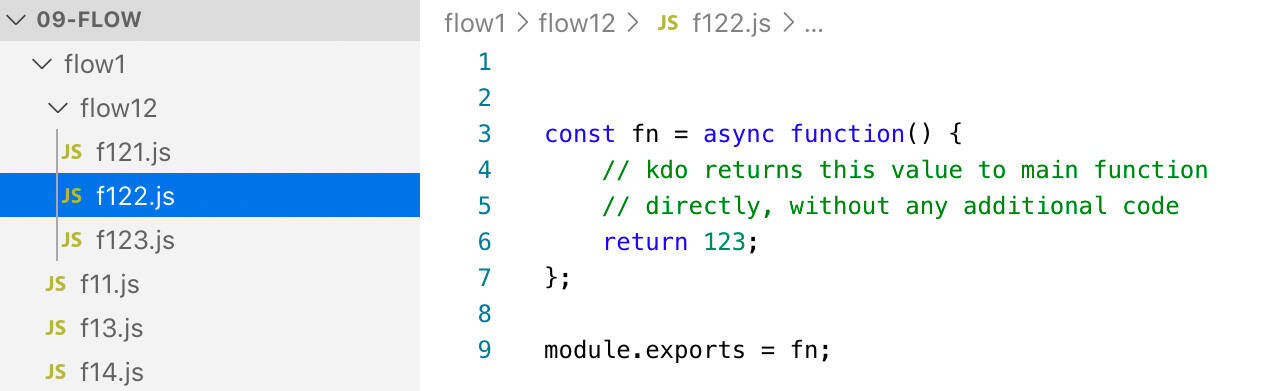 09-FLOW
flow1
flow12
JS f121.js
JS f122.js
JS f123.js
JS f11.js
JS f13.js
JS f14.js
flow1 > flow12 > JS f122.js > ...
1
2
3 const fn = async function() {
4 // kdo returns this value to main function
5 // directly, without any additional code
6 return 123;
7 };
8
9 module.exports = fn;